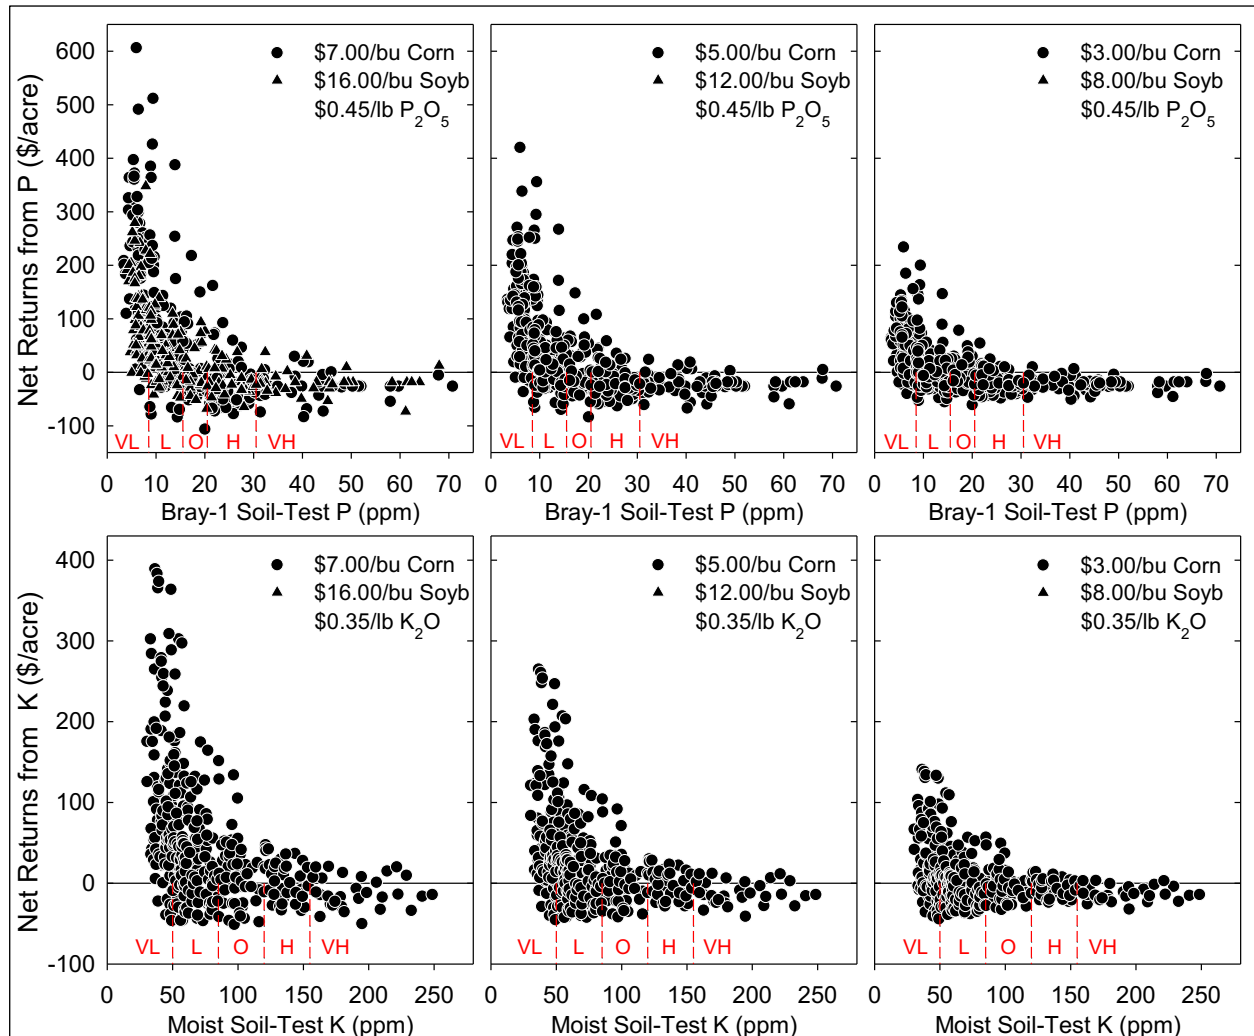 $7.00/bu Corn
$16.00/bu Soyb
$0.45/lb P₂O₅
$5.00/bu Corn
$12.00/bu Soyb
$0.45/lb P₂O₅
$3.00/bu Corn
$8.00/bu Soyb
$0.45/lb P₂O₅
Net Returns from P ($/acre)
600
500
400
300
200
100
0
-100
VL L O H VH
VL L O H VH
VL L O H VH
0 10 20 30 40 50 60 70
0 10 20 30 40 50 60 70
0 10 20 30 40 50 60 70
Bray-1 Soil-Test P (ppm)
Bray-1 Soil-Test P (ppm)
Bray-1 Soil-Test P (ppm)
$7.00/bu Corn
$16.00/bu Soyb
$0.35/lb K₂O
$5.00/bu Corn
$12.00/bu Soyb
$0.35/lb K₂O
$3.00/bu Corn
$8.00/bu Soyb
$0.35/lb K₂O
Net Returns from K ($/acre)
400
300
200
100
0
-100
VL L O H VH
VL L O H VH
VL L O H VH
0 50 100 150 200 250
0 50 100 150 200 250
0 50 100 150 200 250
Moist Soil-Test K (ppm)
Moist Soil-Test K (ppm)
Moist Soil-Test K (ppm)